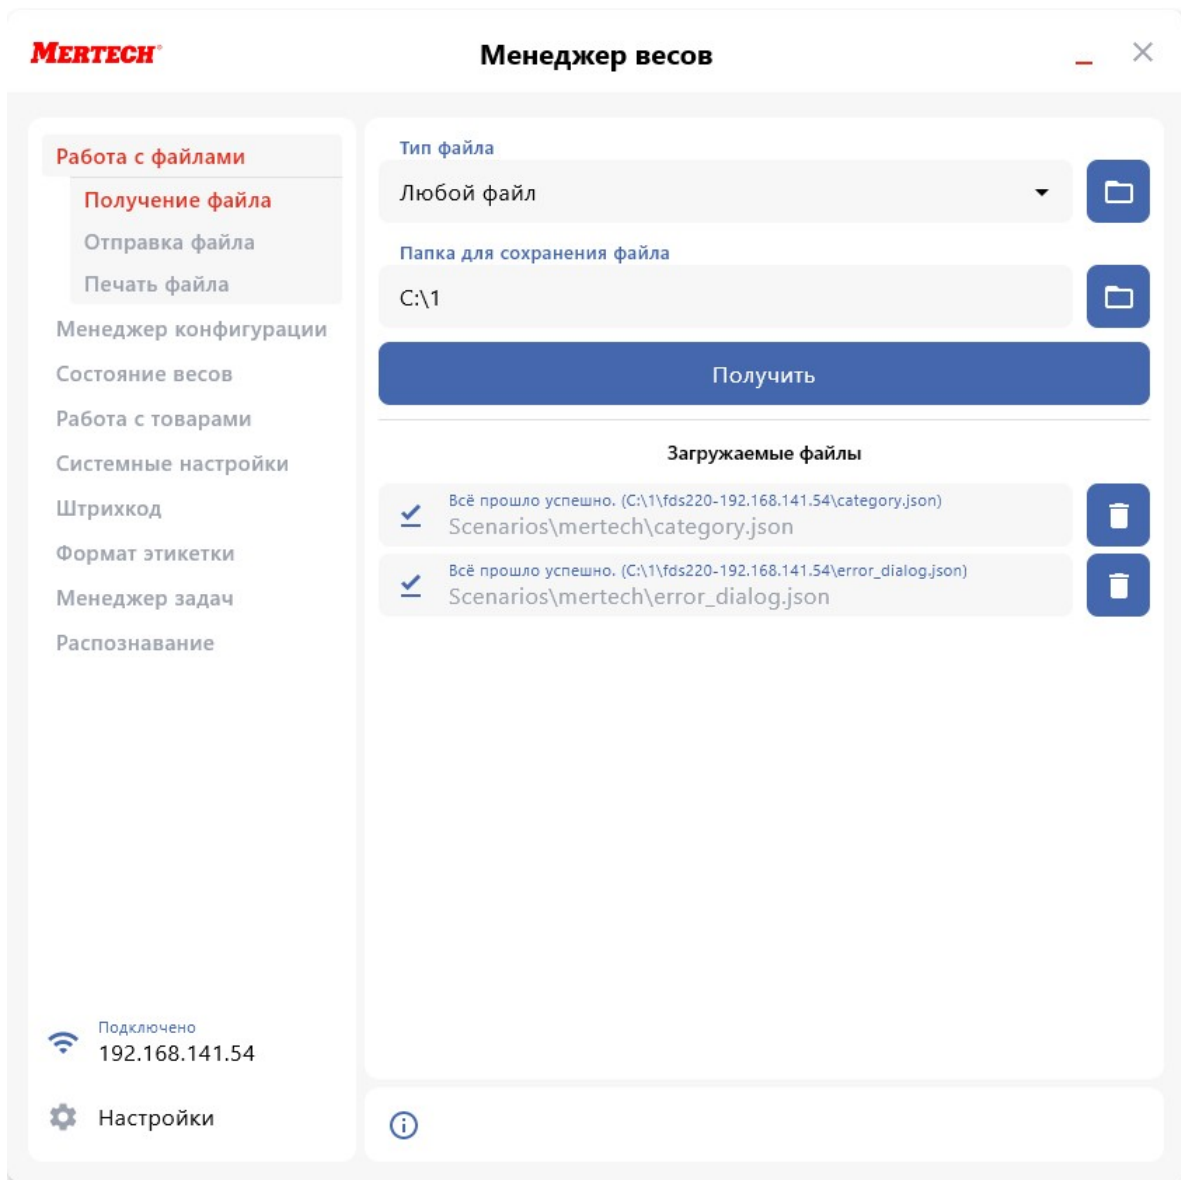 MERTECH®
Менеджер весов
Работа с файлами
Получение файла
Отправка файла
Печать файла
Менеджер конфигурации
Состояние весов
Работа с товарами
Системные настройки
Штрихкод
Формат этикетки
Менеджер задач
Распознавание
Подключено
192.168.141.54
Настройки
Тип файла
Любой файл
Папка для сохранения файла
C:\1
Получить
Загружаемые файлы
Всё прошло успешно. (C:\1\fds220-192.168.141.54\category.json)
Scenarios\mertech\category.json
Всё прошло успешно. (C:\1\fds220-192.168.141.54\error_dialog.json)
Scenarios\mertech\error_dialog.json